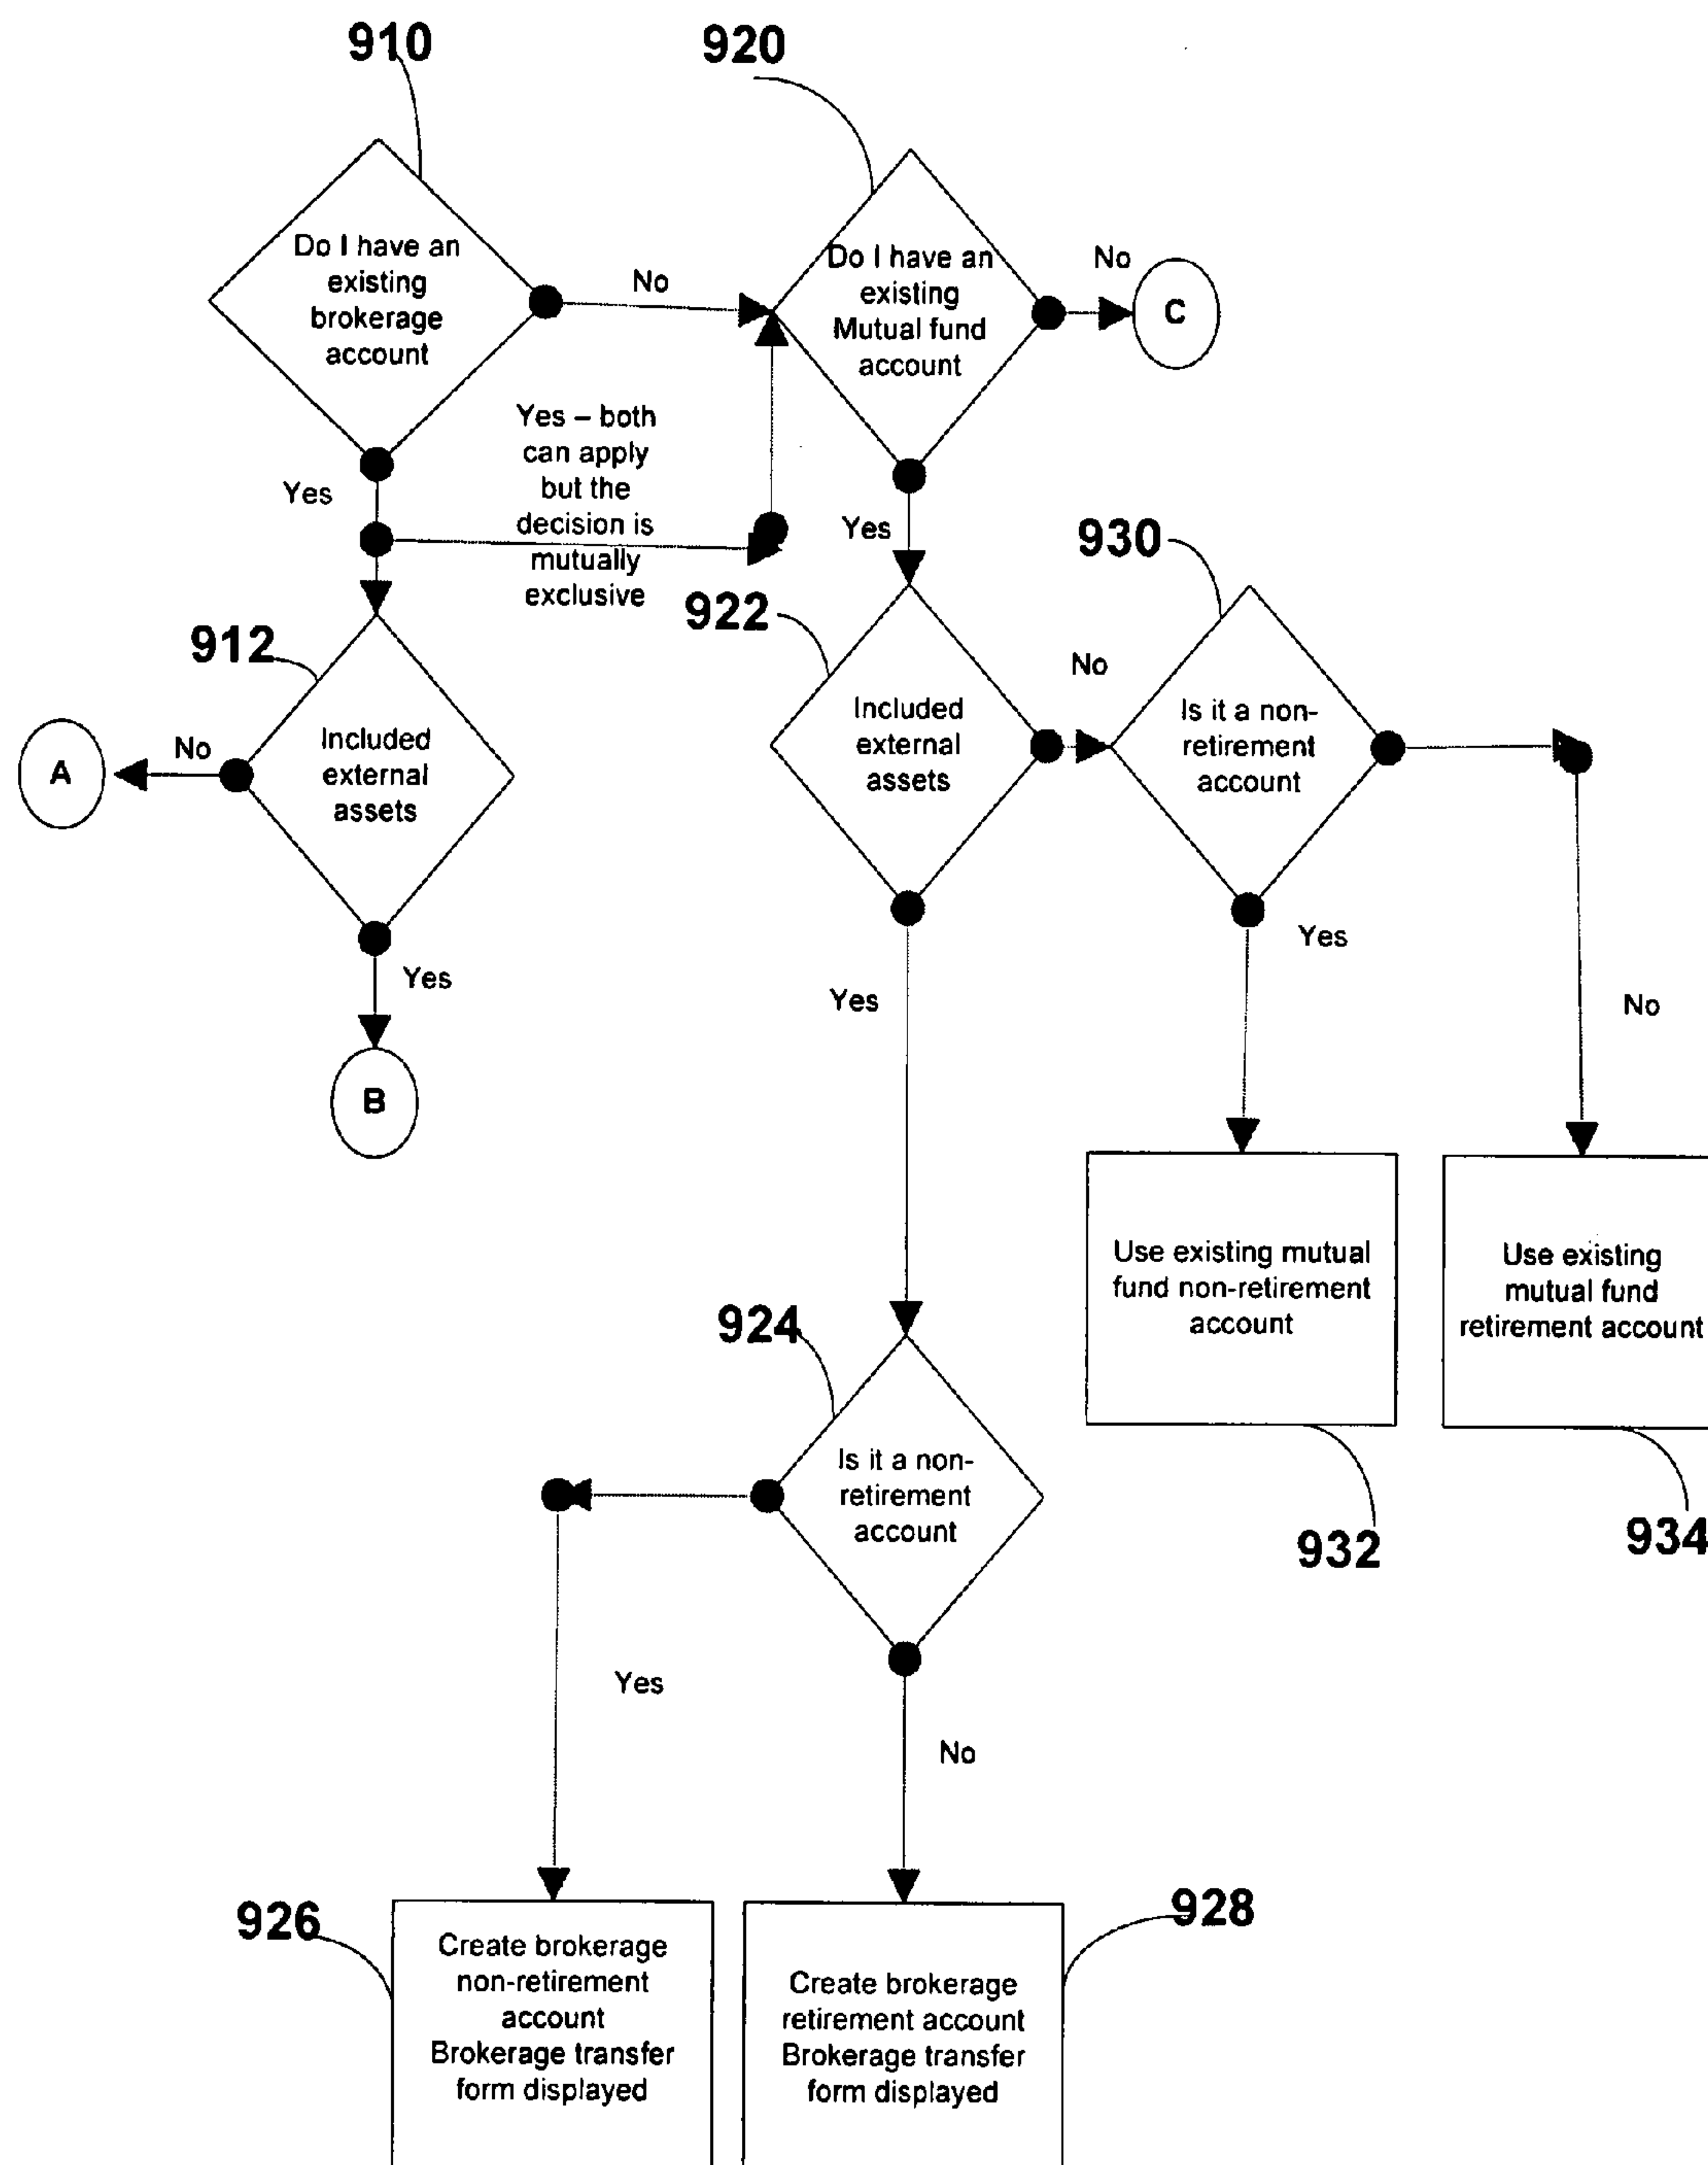 910
920
Do I have an
existing
brokerage
account
No
Do I have an
existing
Mutual fund
account
No
C
Yes
Yes – both
can apply
but the
decision is
mutually
exclusive
Yes
912
Included
external
assets
No
A
Yes
B
922
Included
external
assets
No
930
Is it a non-
retirement
account
Yes
No
Yes
Use existing mutual
fund non-retirement
account
932
Use existing
mutual fund
retirement account
934
924
Is it a non-
retirement
account
Yes
No
926
Create brokerage
non-retirement
account
Brokerage transfer
form displayed
928
Create brokerage
retirement account
Brokerage transfer
form displayed